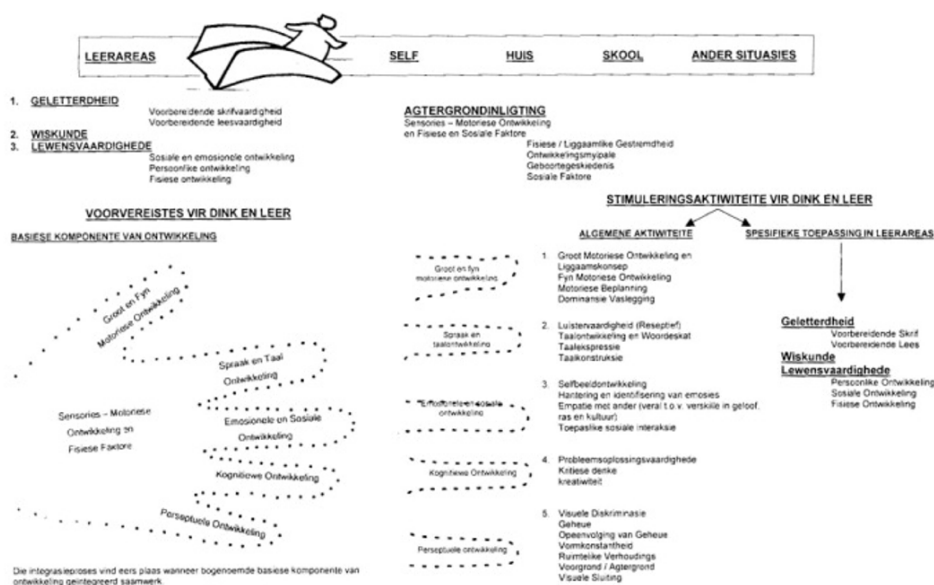 LEERAREAS
SELF
HUIS
SKOOL
ANDER SITUASIES
1. GELETTERDHEID
Voorbereidende skrifvaardigheid
Voorbereidende leesvaardigheid
2. WISKUNDE
3. LEWENSVAARDIGHEDE
Sosiale en emosionele ontwikkeling
Persoonlike ontwikkeling
Fisiese ontwikkeling
AGTERGRONDINLIGTING
Sensories – Motoriese Ontwikkeling
en Fisiese en Sosiale Faktore
Fisiese / Liggaamlike Gestremdheid
Ontwikkelingsmylpale
Geboortegeskiedenis
Sosiale Faktore
VOORVEREISTES VIR DINK EN LEER
BASIESE KOMPONENTE VAN ONTWIKKELING
Groot en Fyn
Motoriese Ontwikkeling
Spraak en Taal
Ontwikkeling
Sensories – Motoriese
Ontwikkeling en
Fisiese Faktore
Emosionele en Sosiale
Ontwikkeling
Kognitiewe Ontwikkeling
Perseptuele Ontwikkeling
Die integrasieproses vind eers plaas wanneer bogenoemde basiese komponente van
ontwikkeling geïntegreerd saamwerk.
STIMULERINGSAKTIWITEITE VIR DINK EN LEER
ALGEMENE AKTIWITEITE
SPESIFIEKE TOEPASSING IN LEERAREAS
Groot en fyn
motoriese ontwikkeling
1. Groot Motoriese Ontwikkeling en
Liggaamskonsep
Fyn Motoriese Ontwikkeling
Motoriese Beplanning
Dominansie Vaslegging
Spraak en
taalontwikkeling
2. Luistervaardigheid (Reseptief)
Taalontwikkeling en Woordeskat
Taalekspressie
Taalkonstruksie
Emosionele en sosiale
ontwikkeling
3. Selfbeeldontwikkeling
Hantering en identifisering van emosies
Empatie met ander (veral t.o.v. verskille in geloof,
ras en kultuur)
Toepaslike sosiale interaksie
Kognitiewe Ontwikkeling
4. Probleemsoplossingsvaardighede
Kritiese denke
kreatiwiteit
Perseptuele ontwikkeling
5. Visuele Diskriminasie
Geheue
Opeenvolging van Geheue
Vormkonstantheid
Ruimtelike Verhoudings
Voorgrond / Agtergrond
Visuele Sluiting
Geletterdheid
Voorbereidende Skrif
Voorbereidende Lees
Wiskunde
Lewensvaardighede
Persoonlike Ontwikkeling
Sosiale Ontwikkeling
Fisiese Ontwikkeling